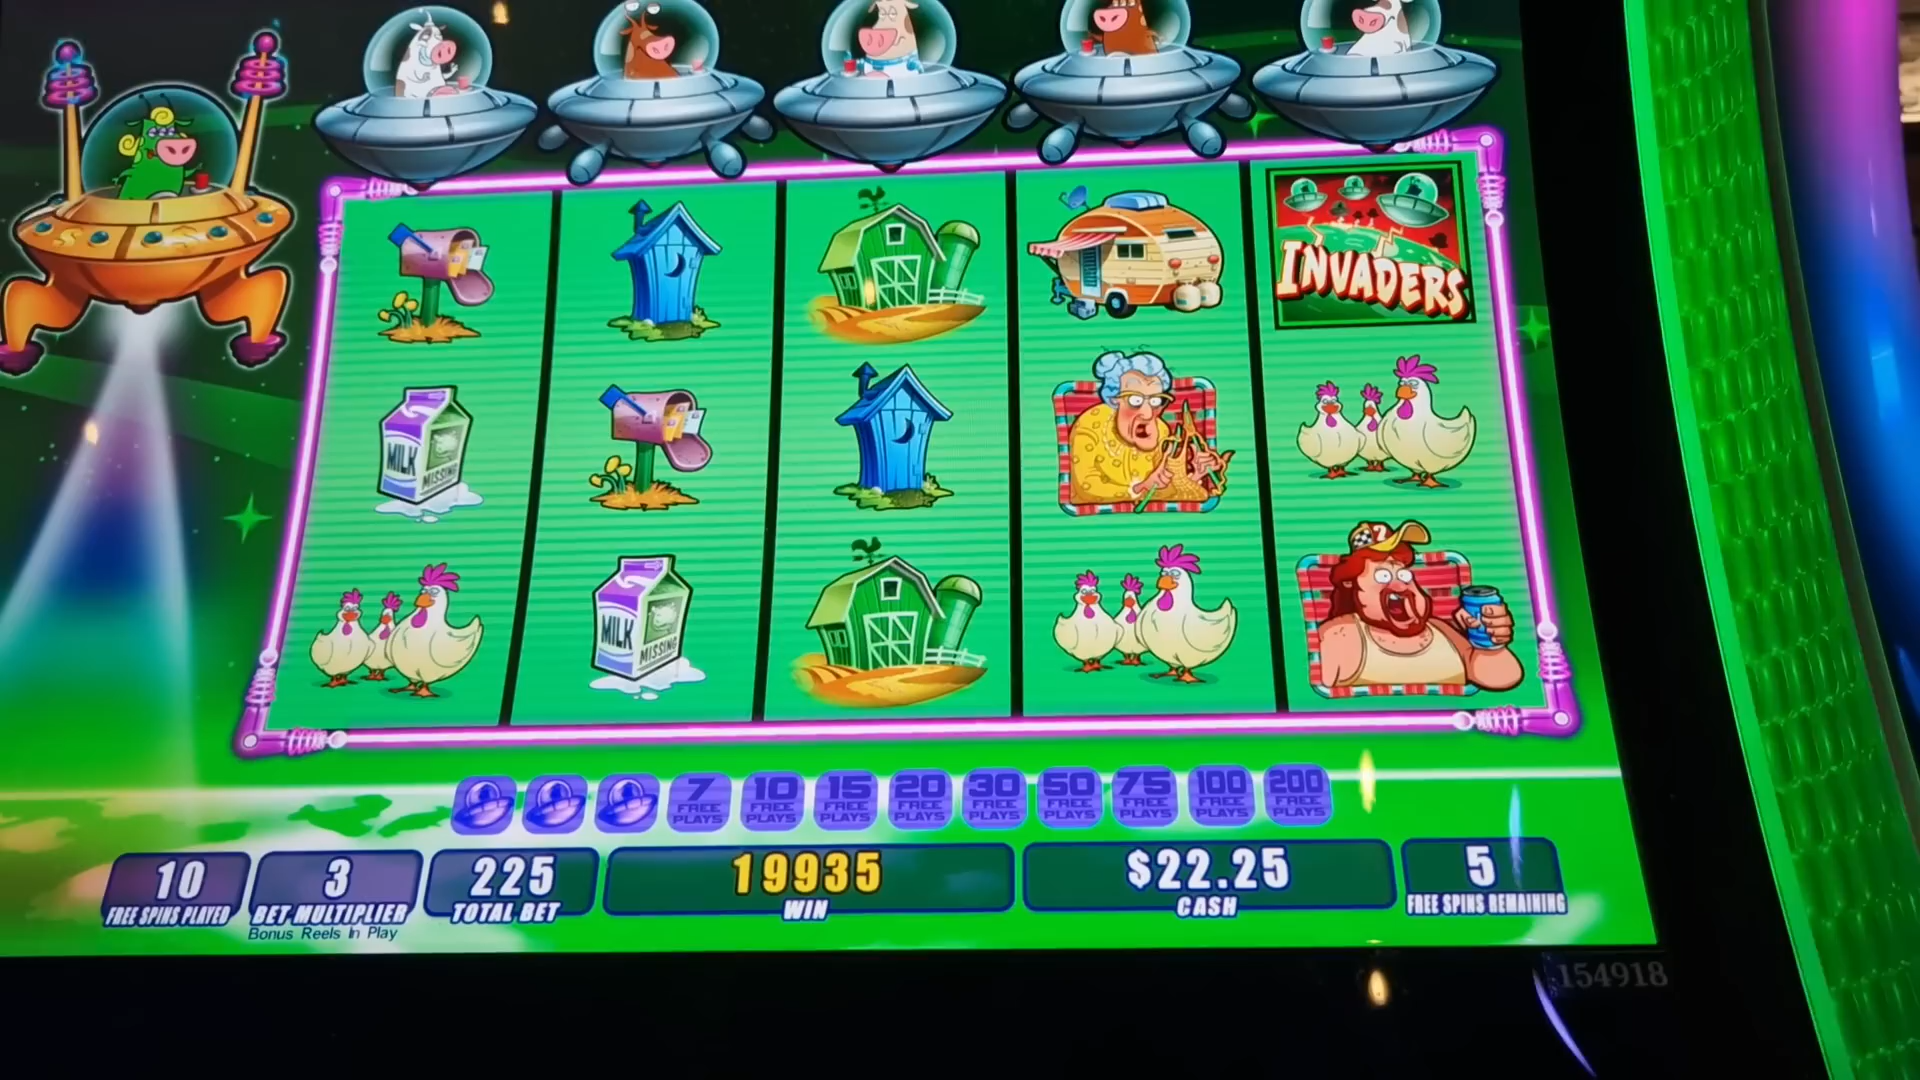 INVADERS
MILK
MISSING
MILK
MISSING
2
7 FREE PLAYS
10 FREE PLAYS
15 FREE PLAYS
20 FREE PLAYS
30 FREE PLAYS
50 FREE PLAYS
75 FREE PLAYS
100 FREE PLAYS
200 FREE PLAYS
10
FREE SPINS PLAYED
3
BET MULTIPLIER
Bonus Reels In Play
225
TOTAL BET
19935
WIN
$22.25
CASH
5
FREE SPINS REMAINING
154918